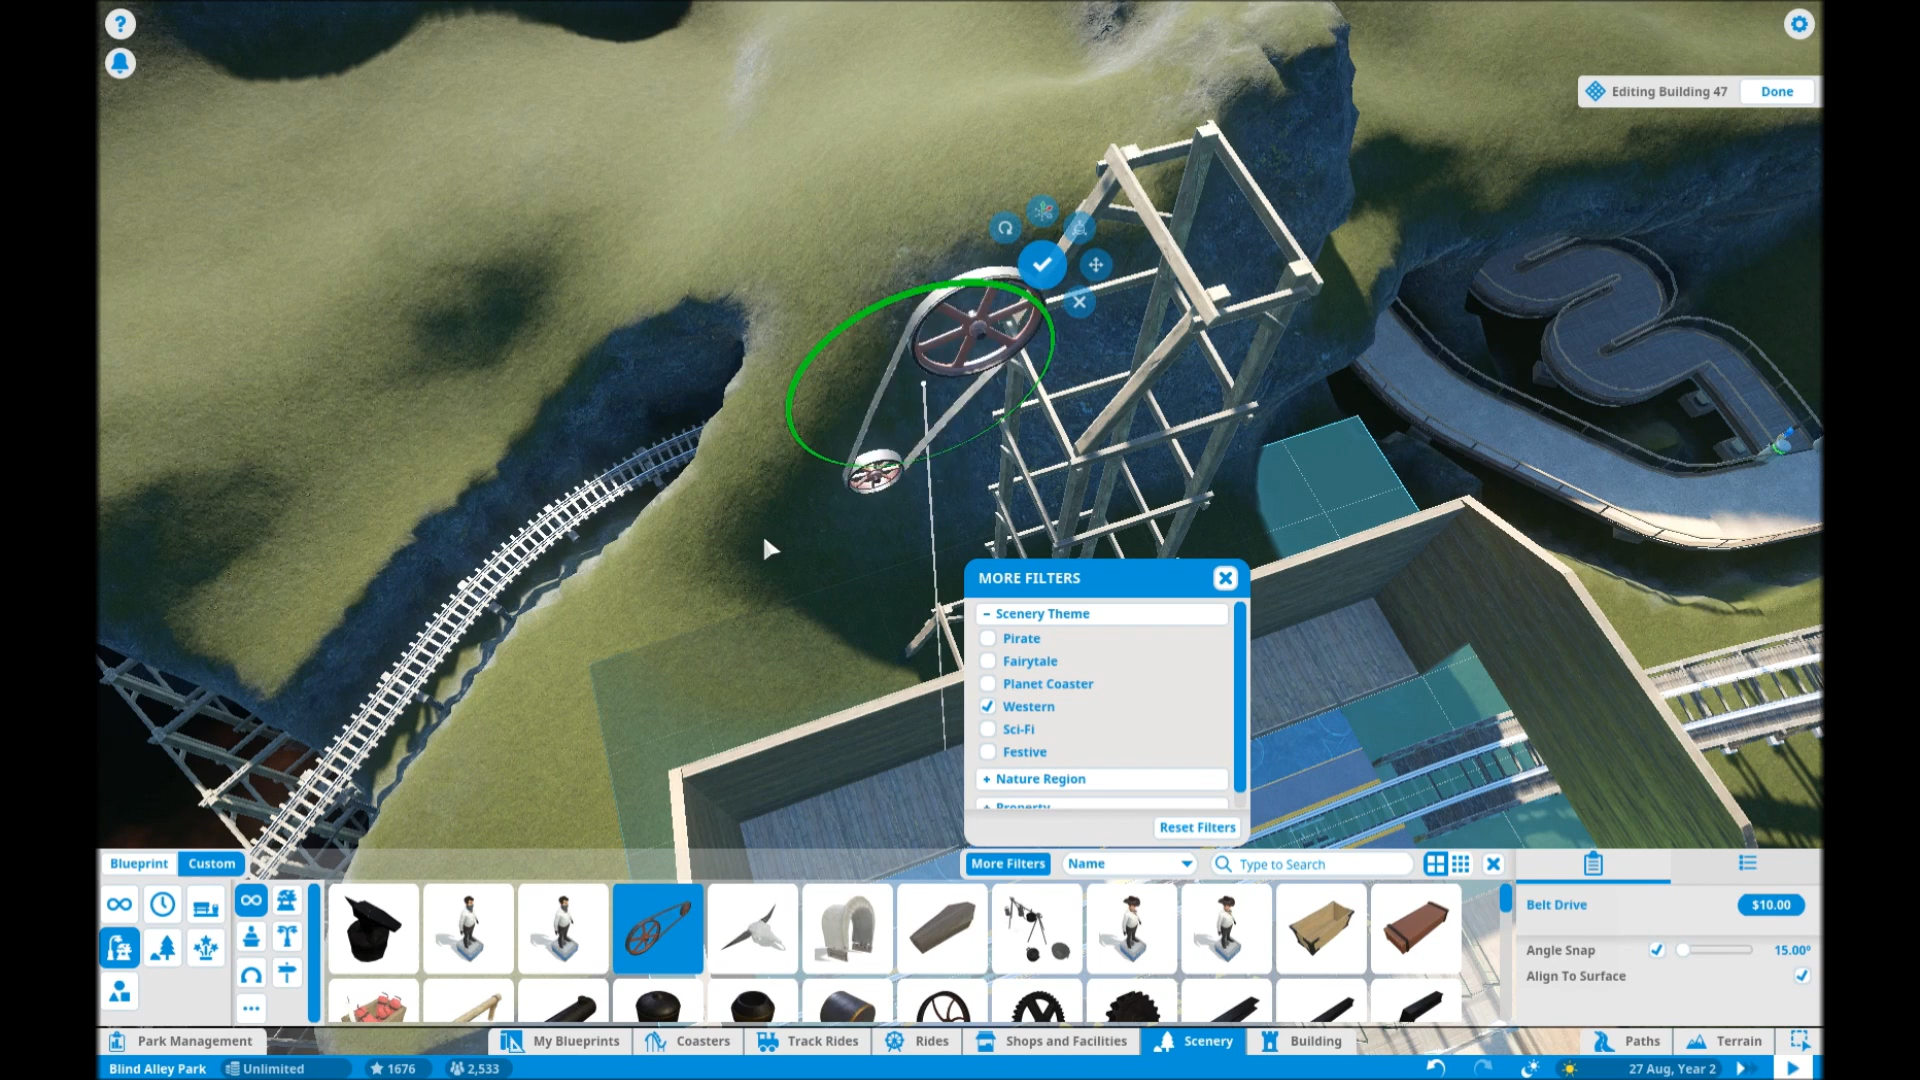 ?
Editing Building 47 Done
MORE FILTERS
− Scenery Theme
Pirate
Fairytale
Planet Coaster
Western
Sci-Fi
Festive
+ Nature Region
+ Property
Reset Filters
Blueprint Custom
More Filters Name Type to Search
Belt Drive $10.00
Angle Snap 15.00°
Align To Surface
Park Management My Blueprints Coasters Track Rides Rides Shops and Facilities Scenery Building Paths Terrain
Blind Alley Park Unlimited 1676 2,533 27 Aug, Year 2